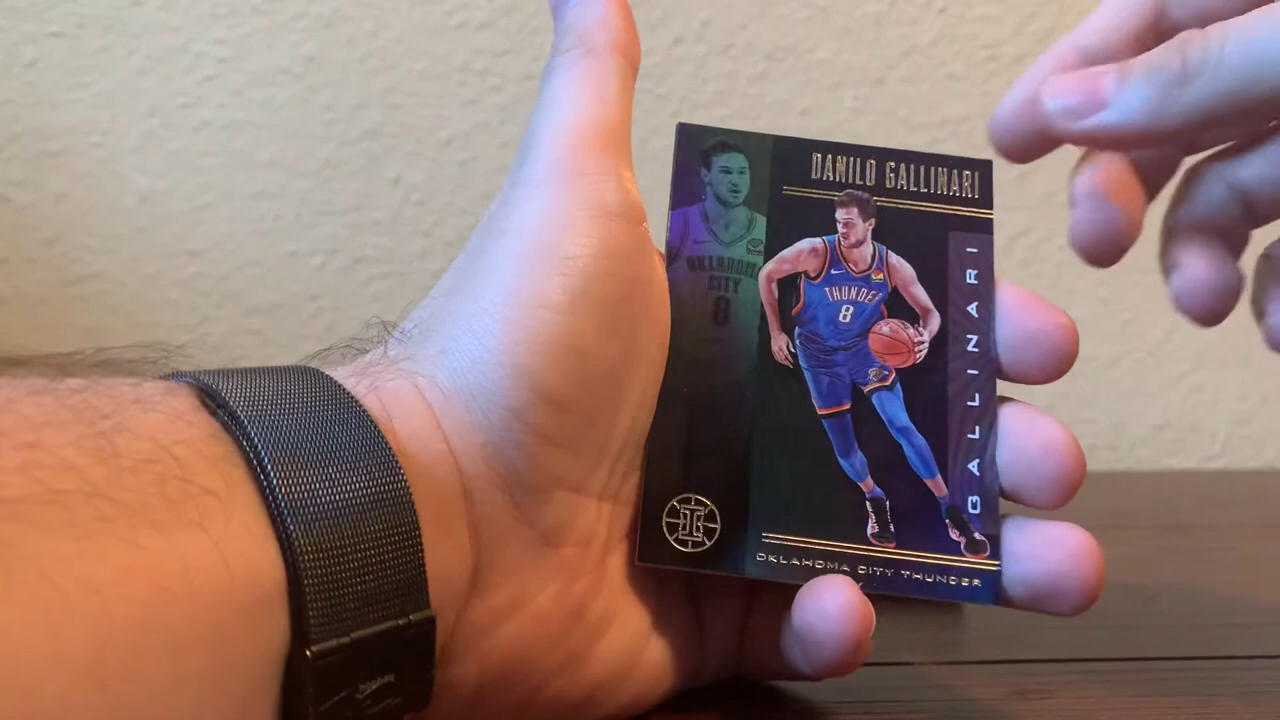 DANILO GALLINARI
OKLAHOMA
CITY
8
THUNDER
8
GALLINARI
OKLAHOMA CITY THUNDER